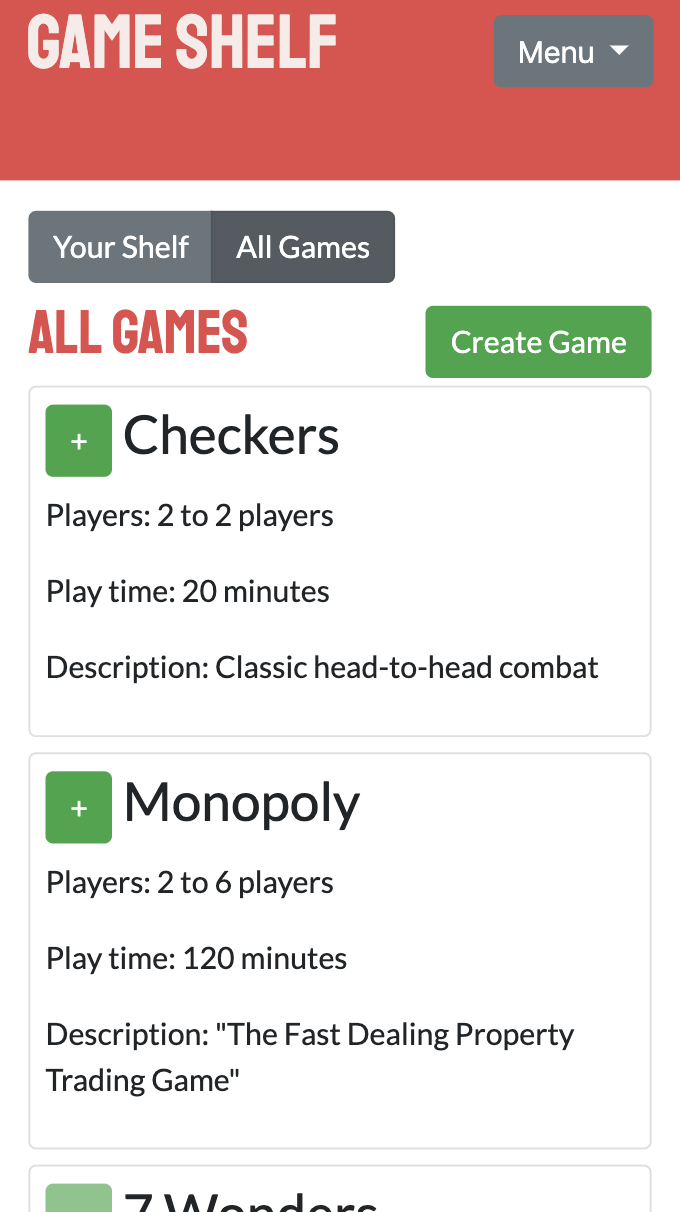 GAME SHELF
Menu
Your Shelf
All Games
ALL GAMES
Create Game
+ Checkers
Players: 2 to 2 players
Play time: 20 minutes
Description: Classic head-to-head combat
+ Monopoly
Players: 2 to 6 players
Play time: 120 minutes
Description: "The Fast Dealing Property
Trading Game"
7 Wonders